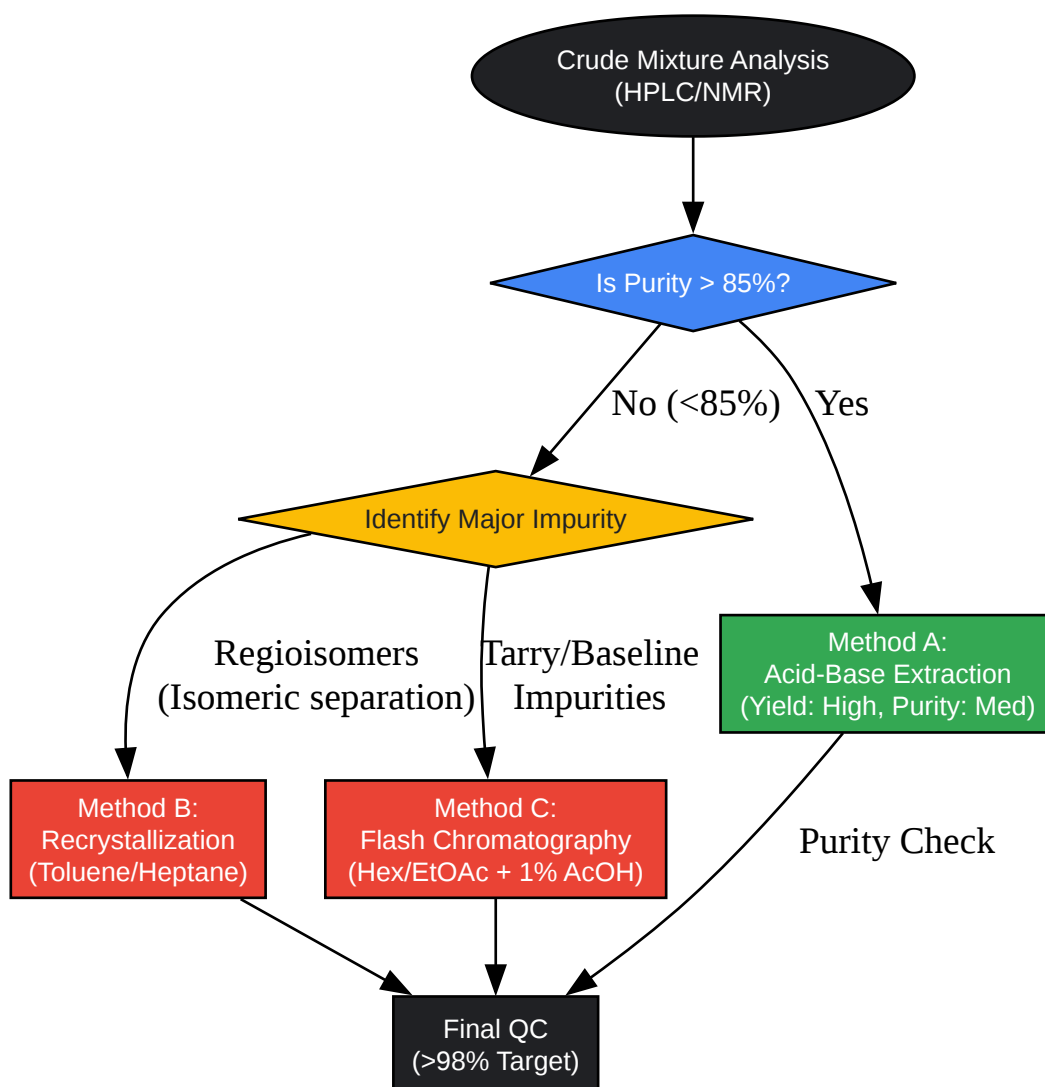 Crude Mixture Analysis
(HPLC/NMR)
Is Purity > 85%?
No (<85%)
Yes
Identify Major Impurity
Regioisomers
(Isomeric separation)
Tarry/Baseline
Impurities
Method A:
Acid-Base Extraction
(Yield: High, Purity: Med)
Method B:
Recrystallization
(Toluene/Heptane)
Method C:
Flash Chromatography
(Hex/EtOAc + 1% AcOH)
Purity Check
Final QC
(>98% Target)